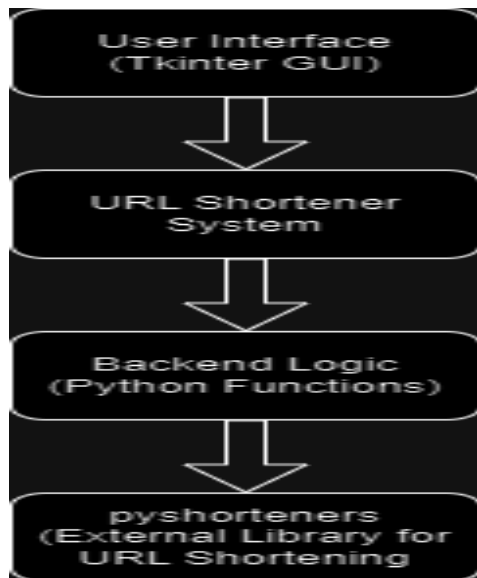 User Interface
(Tkinter GUI)
URL Shortener
System
Backend Logic
(Python Functions)
pyshorteners
(External Library for
URL Shortening